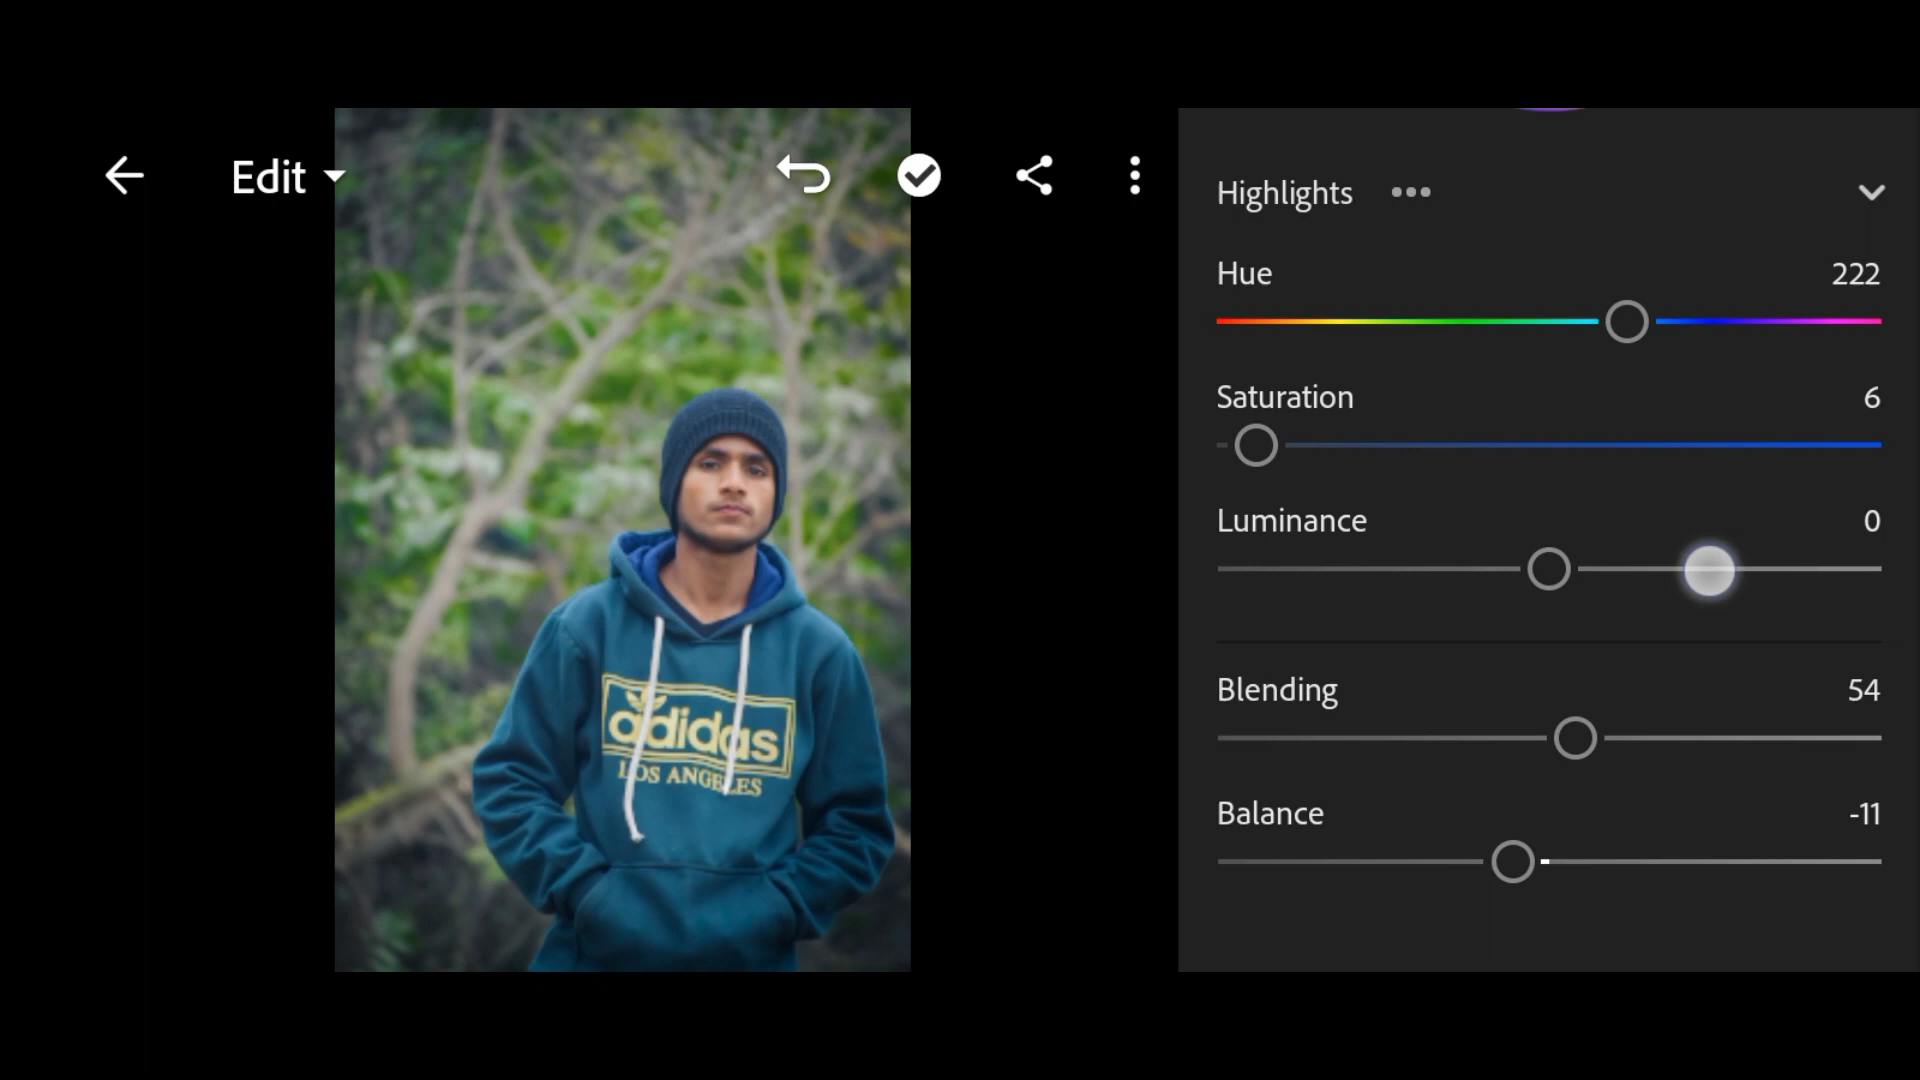 Edit
Highlights
Hue 222
Saturation 6
Luminance 0
Blending 54
Balance -11
adidas
LOS ANGELES